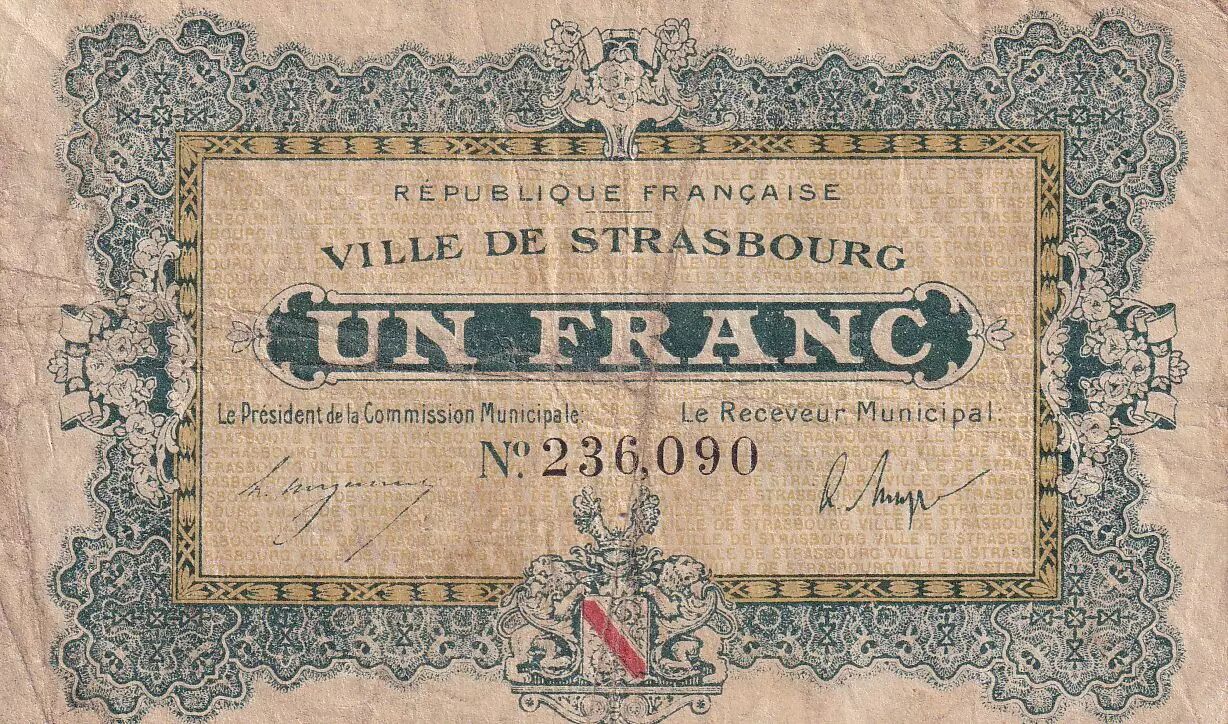 RÉPUBLIQUE FRANÇAISE
VILLE DE STRASBOURG
UN FRANC
Le Président de la Commission Municipale.
Le Receveur Municipal:
Nº 236,090